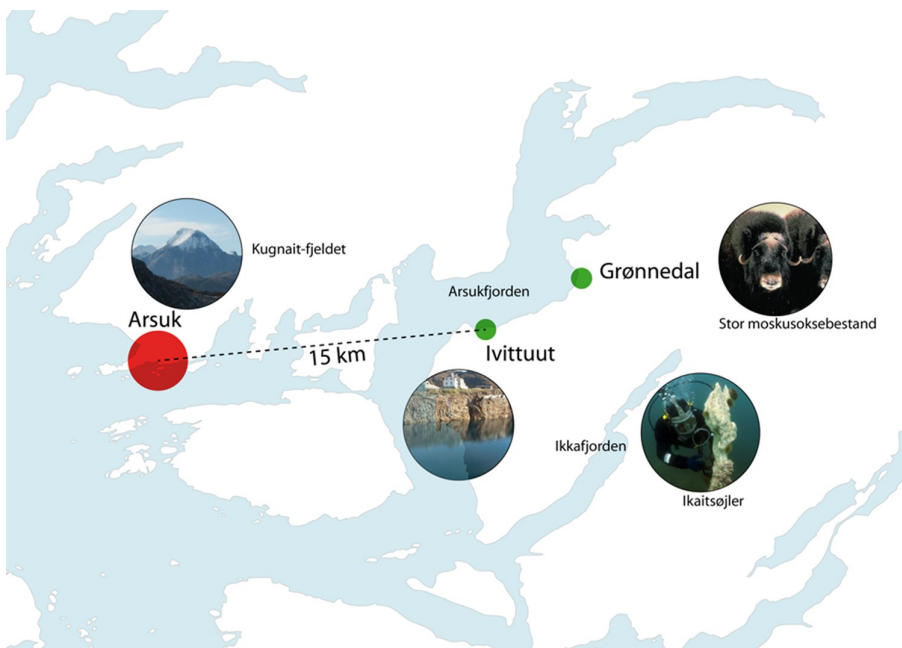 Kugnait-fjeldet
Arsuk
15 km
Arsukfjorden
Grønnedal
Ivittuut
Stor moskusoksebestand
Ikkafjorden
Ikaitsøjler